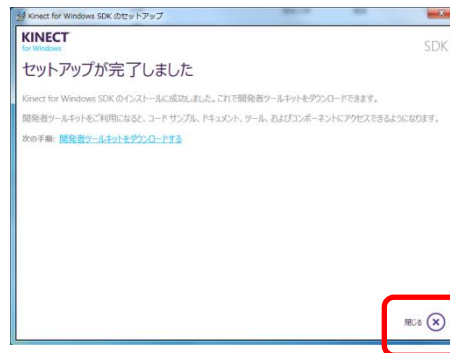 Kinect for Windows SDK のセットアップ
KINECT
for Windows
SDK
セットアップが完了しました
Kinect for Windows SDK のインストールに成功しました。これで開発者ツールキットをダウンロードできます。
開発者ツールキットをご利用になると、コード サンプル、ドキュメント、ツール、およびコンポーネントにアクセスできるようになります。
次の手順: 開発者ツールキットをダウンロードする
閉じる